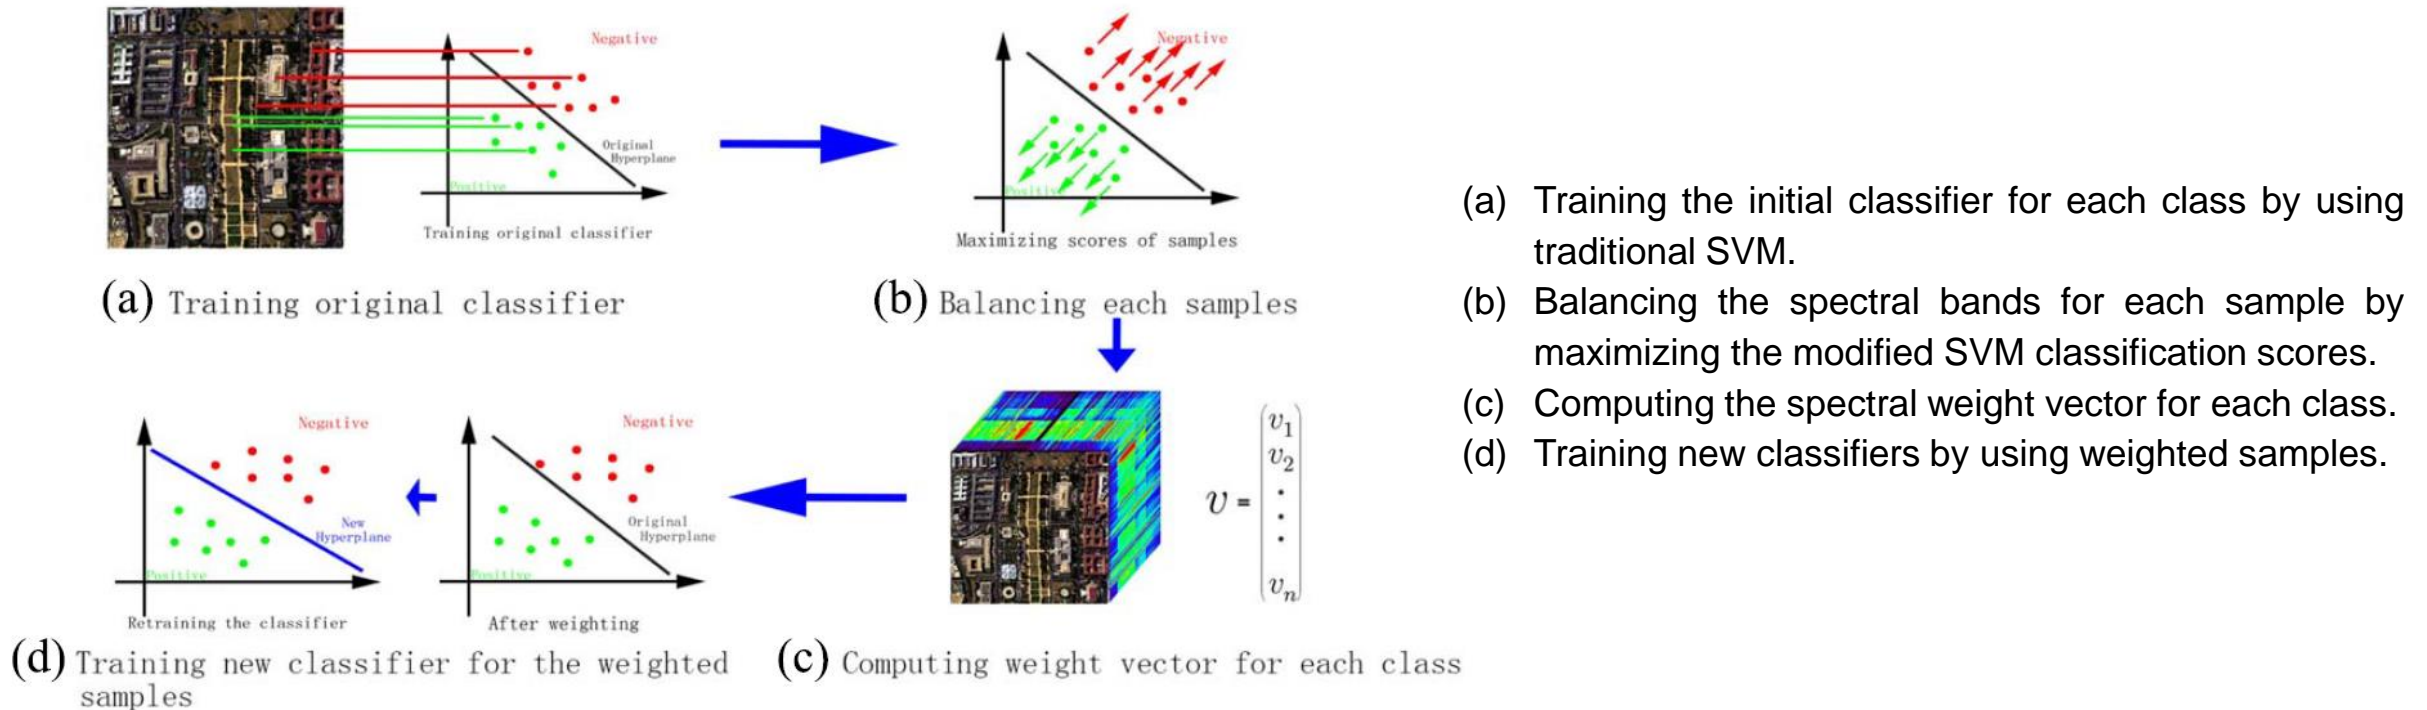 Negative
Original
Hyperplane
Positive
Training original classifier
(a) Training original classifier
Negative
Positive
Maximizing scores of samples
(b) Balancing each samples
Negative
New
Hyperplane
Positive
Retraining the classifier
Negative
Original
Hyperplane
Positive
After weighting
(d) Training new classifier for the weighted
samples
v =
v1
v2
.
.
.
vn
(c) Computing weight vector for each class
(a) Training the initial classifier for each class by using
traditional SVM.
(b) Balancing the spectral bands for each sample by
maximizing the modified SVM classification scores.
(c) Computing the spectral weight vector for each class.
(d) Training new classifiers by using weighted samples.